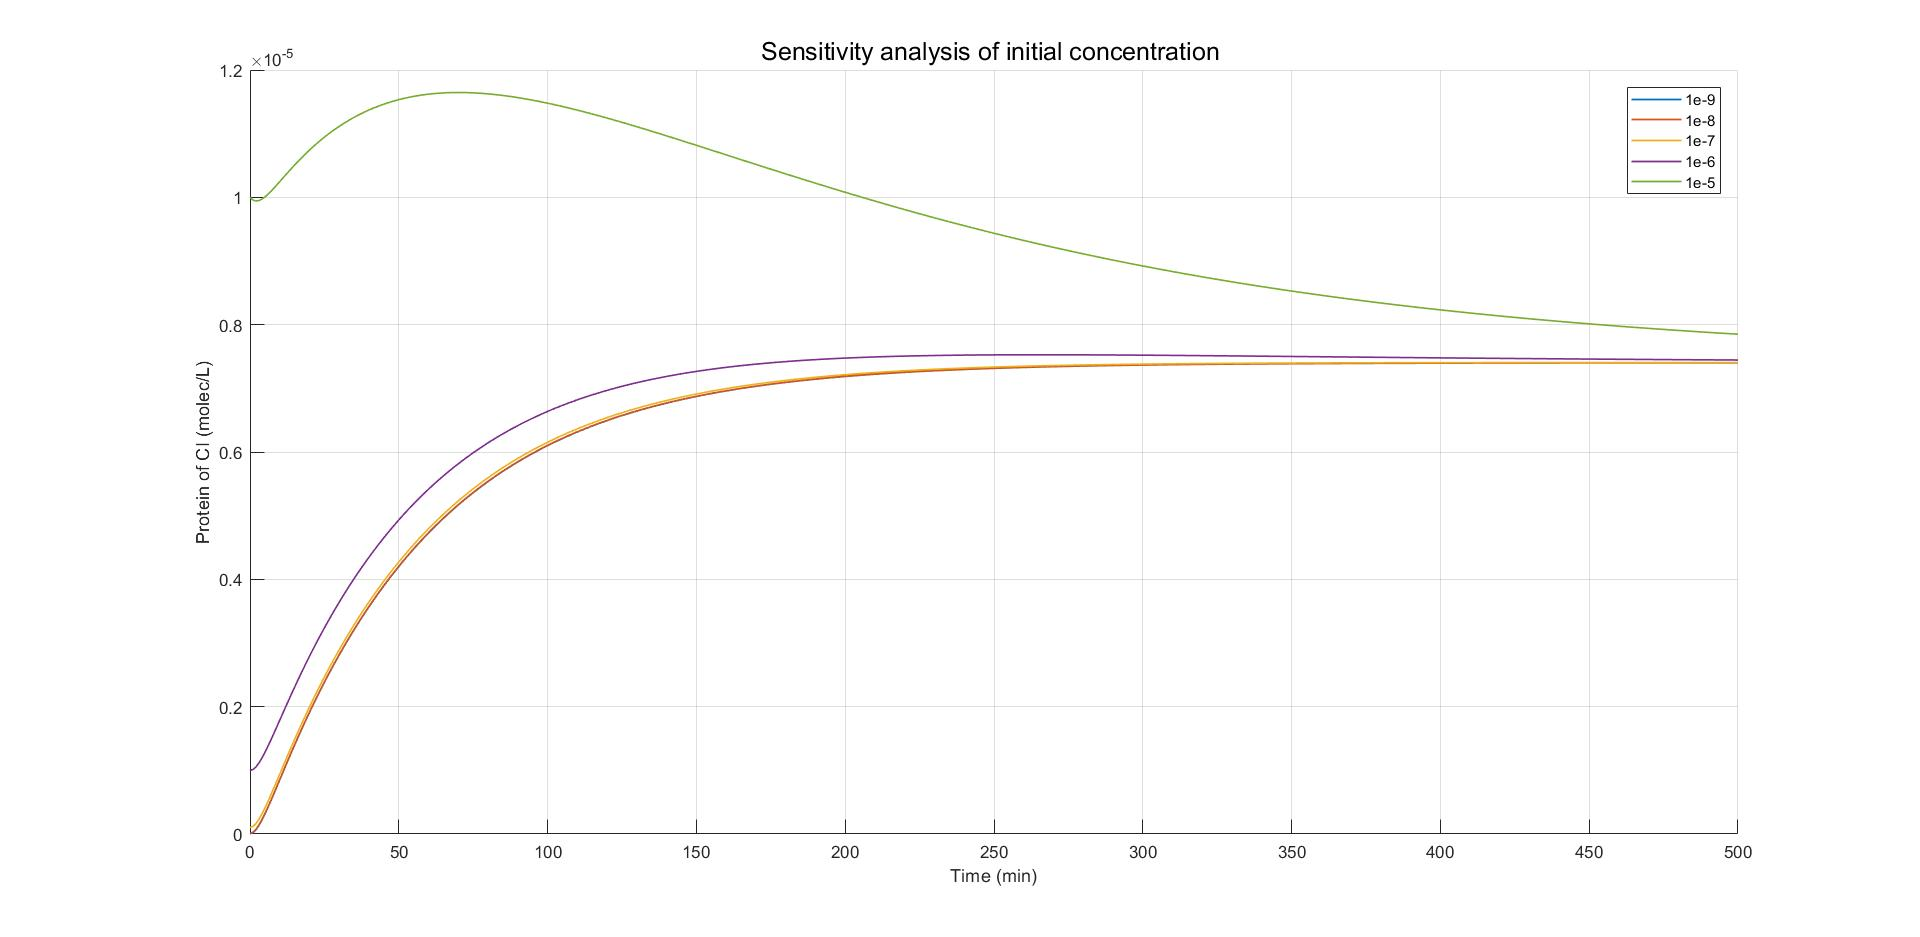 Sensitivity analysis of initial concentration
×10-5
1.2
1
0.8
0.6
0.4
0.2
0
Protein of CI (molec/L)
1e-9
1e-8
1e-7
1e-6
1e-5
0 50 100 150 200 250 300 350 400 450 500
Time (min)